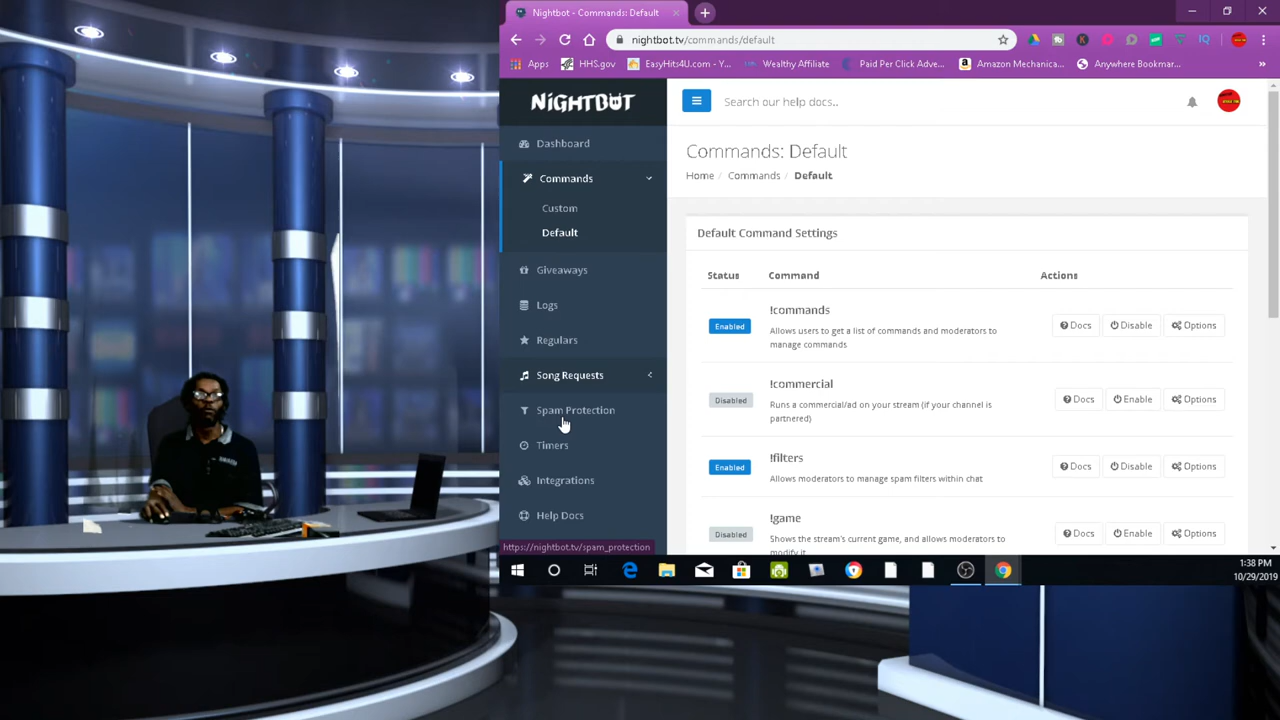 Nightbot - Commands: Default
nightbot.tv/commands/default
Apps
HHS.gov
EasyHits4U.com - Y...
Wealthy Affiliate
Paid Per Click Adve...
Amazon Mechanica...
Anywhere Bookmar...
NIGHTBOT
Search our help docs..
Dashboard
Commands
Custom
Default
Giveaways
Logs
Regulars
Song Requests
Spam Protection
Timers
Integrations
Help Docs
https://nightbot.tv/spam_protection
Commands: Default
Home / Commands / Default
Default Command Settings
Status Command Actions
Enabled
!commands
Allows users to get a list of commands and moderators to
manage commands
Docs Disable Options
Disabled
!commercial
Runs a commercial/ad on your stream (if your channel is
partnered)
Docs Enable Options
Enabled
!filters
Allows moderators to manage spam filters within chat
Docs Disable Options
Disabled
!game
Shows the stream's current game, and allows moderators to
modify it
Docs Enable Options
1:38 PM
10/29/2019